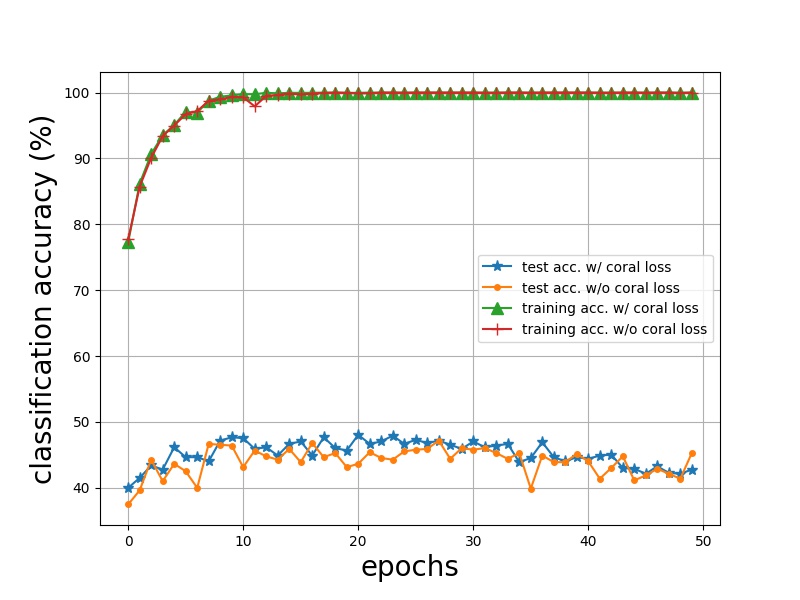 classification accuracy (%)
100
90
80
70
60
50
40
test acc. w/ coral loss
test acc. w/o coral loss
training acc. w/ coral loss
training acc. w/o coral loss
0 10 20 30 40 50
epochs